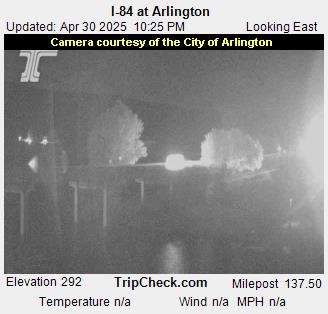 I-84 at Arlington
Updated: Apr 30 2025 10:25 PM Looking East
Camera courtesy of the City of Arlington
Elevation 292 TripCheck.com Milepost 137.50
Temperature n/a Wind n/a MPH n/a